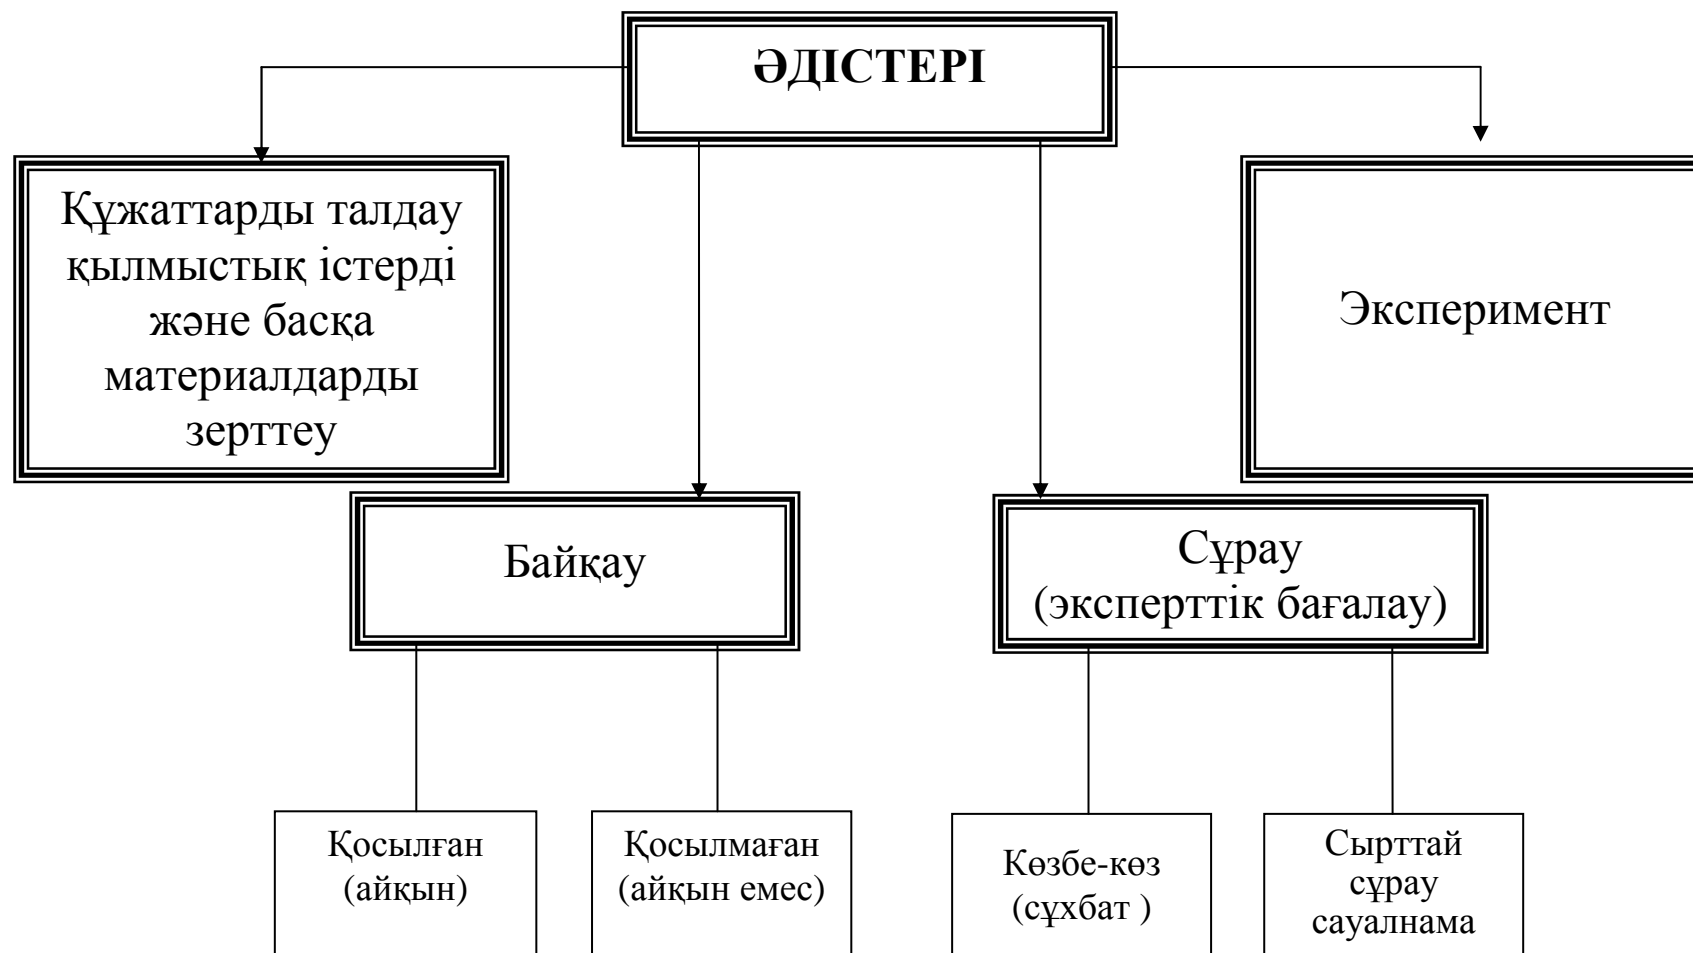 ӘДІСТЕРІ
Құжаттарды талдау
қылмыстық істерді
және басқа
материалдарды
зерттеу
Эксперимент
Байқау
Сұрау
(эксперттік бағалау)
Қосылған
(айқын)
Қосылмаған
(айқын емес)
Көзбе-көз
(сұхбат )
Сырттай
сұрау
сауалнама